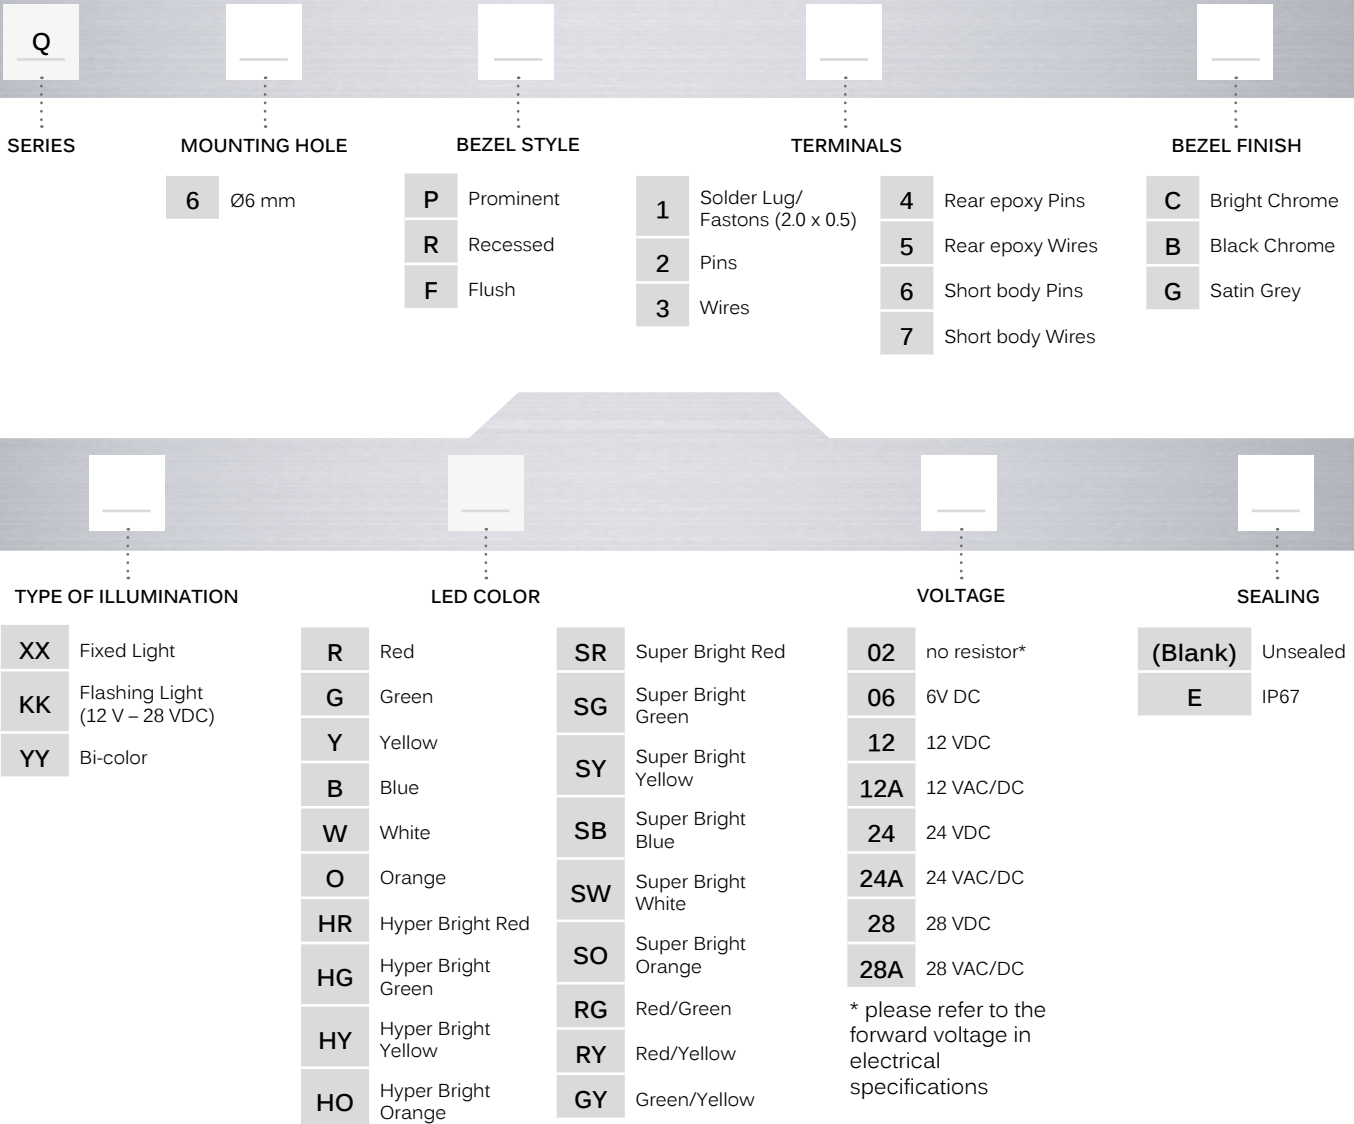 Q
SERIES
MOUNTING HOLE
6 Ø6 mm
BEZEL STYLE
P Prominent
R Recessed
F Flush
TERMINALS
1 Solder Lug/
Fastons (2.0 x 0.5)
2 Pins
3 Wires
4 Rear epoxy Pins
5 Rear epoxy Wires
6 Short body Pins
7 Short body Wires
BEZEL FINISH
C Bright Chrome
B Black Chrome
G Satin Grey
TYPE OF ILLUMINATION
XX Fixed Light
KK Flashing Light
(12 V – 28 VDC)
YY Bi-color
LED COLOR
R Red
G Green
Y Yellow
B Blue
W White
O Orange
HR Hyper Bright Red
HG Hyper Bright
Green
HY Hyper Bright
Yellow
HO Hyper Bright
Orange
SR Super Bright Red
SG Super Bright
Green
SY Super Bright
Yellow
SB Super Bright
Blue
SW Super Bright
White
SO Super Bright
Orange
RG Red/Green
RY Red/Yellow
GY Green/Yellow
VOLTAGE
02 no resistor*
06 6V DC
12 12 VDC
12A 12 VAC/DC
24 24 VDC
24A 24 VAC/DC
28 28 VDC
28A 28 VAC/DC
* please refer to the
forward voltage in
electrical
specifications
SEALING
(Blank) Unsealed
E IP67